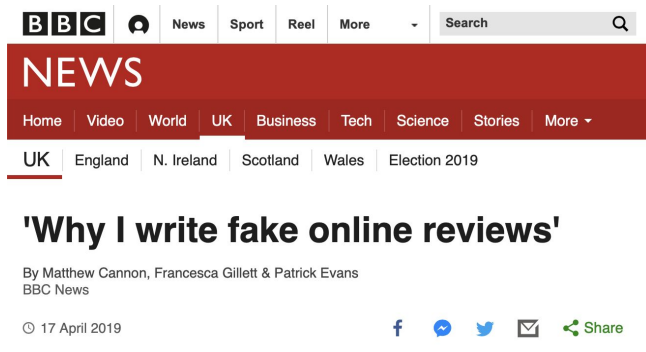 BBC News Sport Reel More Search
NEWS
Home Video World UK Business Tech Science Stories More
UK England N. Ireland Scotland Wales Election 2019
'Why I write fake online reviews'
By Matthew Cannon, Francesca Gillett & Patrick Evans
BBC News
17 April 2019 f Share